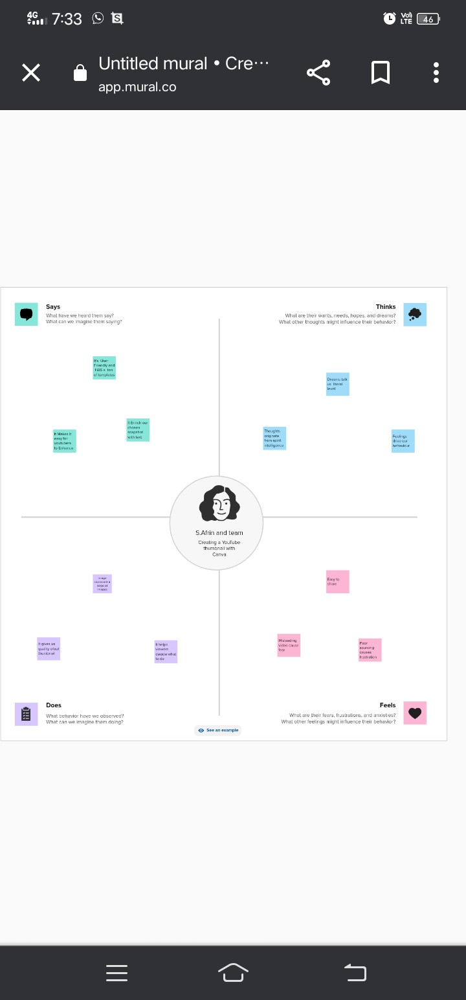 4G 7:33
Vo) LTE 46
Untitled mural • Cre···
app.mural.co
Says
What have we heard them say?
What can we imagine them saying?
Thinks
What are their wants, needs, hopes, and dreams?
What other thoughts might influence their behavior?
It's User
Friendly and
HAS a ton
of templates
It Makes it
easy for
youtubers
to Enhance
It Enrich our
chosen
snapshot
with text
Dreams talk
us literal
level
Thoughts
originate
from spirit
intelligence
Feelings
drive our
behaviour
S.Afrin and team
Creating a YouTube
thumbnail with
Canva
Image
represent a
large of
images
It gives us
quality of
thumbnail
It helps
viewers
decide what
to do
Easy to
share
Misleading
video cause
fear
Poor
sourcing
causes
frustration
Does
What behavior have we observed?
What can we imagine them doing?
Feels
What are their fears, frustrations, and anxieties?
What other feelings might influence their behavior?
See an example